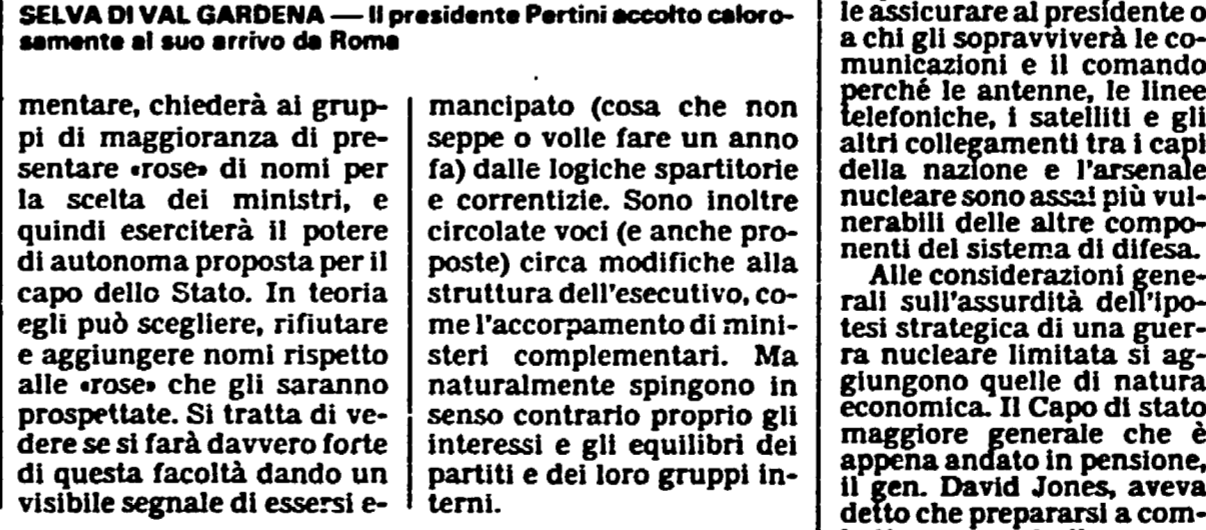 SELVA DI VAL GARDENA — Il presidente Pertini accolto caloro-
samente al suo arrivo da Roma
mentare, chiederà ai grup-
pi di maggioranza di pre-
sentare «rose» di nomi per
la scelta dei ministri, e
quindi eserciterà il potere
di autonoma proposta per il
capo dello Stato. In teoria
egli può scegliere, rifiutare
e aggiungere nomi rispetto
alle «rose» che gli saranno
prospettate. Si tratta di ve-
dere se si farà davvero forte
di questa facoltà dando un
visibile segnale di essersi e-
mancipato (cosa che non
seppe o volle fare un anno
fa) dalle logiche spartitorie
e correntizie. Sono inoltre
circolate voci (e anche pro-
poste) circa modifiche alla
struttura dell'esecutivo, co-
me l'accorpamento di mini-
steri complementari. Ma
naturalmente spingono in
senso contrario proprio gli
interessi e gli equilibri dei
partiti e dei loro gruppi in-
terni.
le assicurare al presidente o
a chi gli sopravviverà le co-
municazioni e il comando
perché le antenne, le linee
telefoniche, i satelliti e gli
altri collegamenti tra i capi
della nazione e l'arsenale
nucleare sono assai più vul-
nerabili delle altre compo-
nenti del sistema di difesa.
Alle considerazioni gene-
rali sull'assurdità dell'ipo-
tesi strategica di una guer-
ra nucleare limitata si ag-
giungono quelle di natura
economica. Il Capo di stato
maggiore generale che è
appena andato in pensione,
il gen. David Jones, aveva
detto che prepararsi a com-